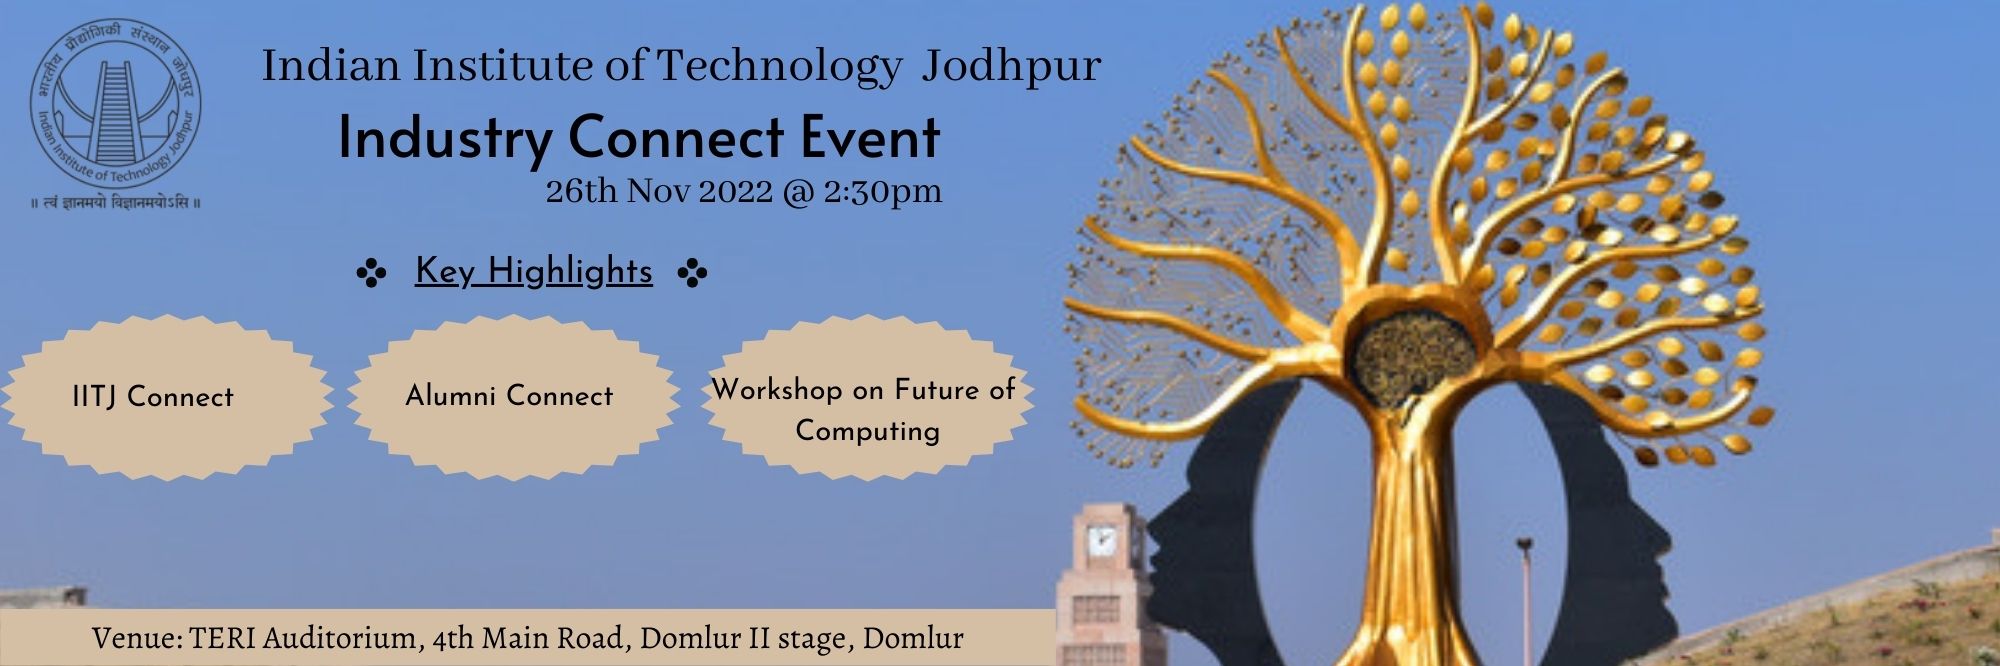 भारतीय प्रौद्योगिकी संस्थान जोधपुर
Indian Institute of Technology Jodhpur
॥ त्वं ज्ञानमयो विज्ञानमयोऽसि ॥
Indian Institute of Technology Jodhpur
Industry Connect Event
26th Nov 2022 @ 2:30pm
Key Highlights
IITJ Connect
Alumni Connect
Workshop on Future of
Computing
Venue: TERI Auditorium, 4th Main Road, Domlur II stage, Domlur